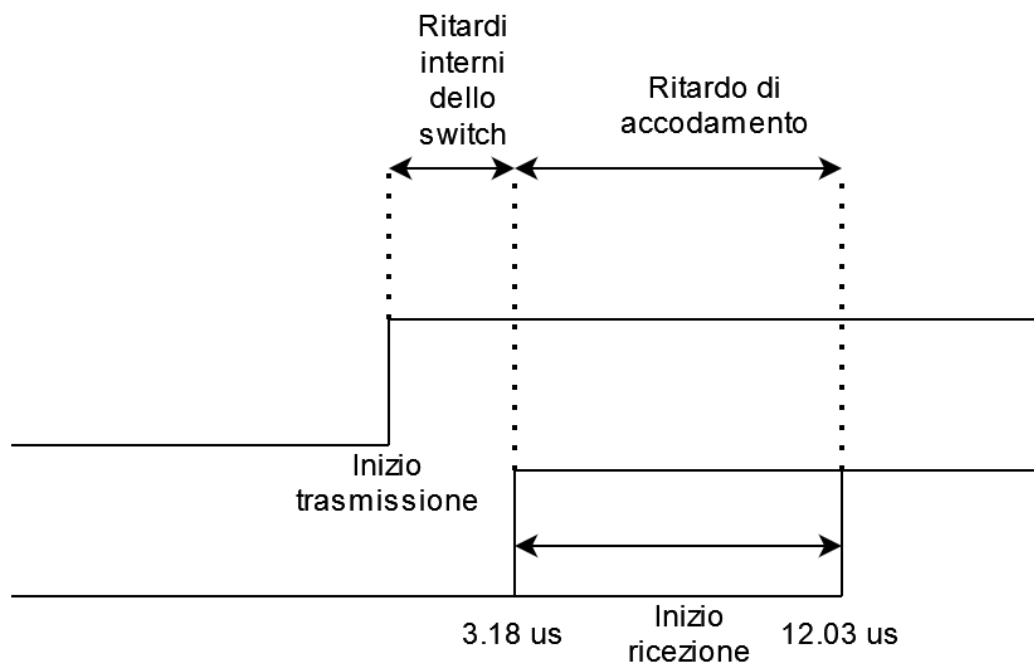 Ritardi
interni
dello
switch
Ritardo di
accodamento
Inizio
trasmissione
Inizio
ricezione
3.18 us
12.03 us